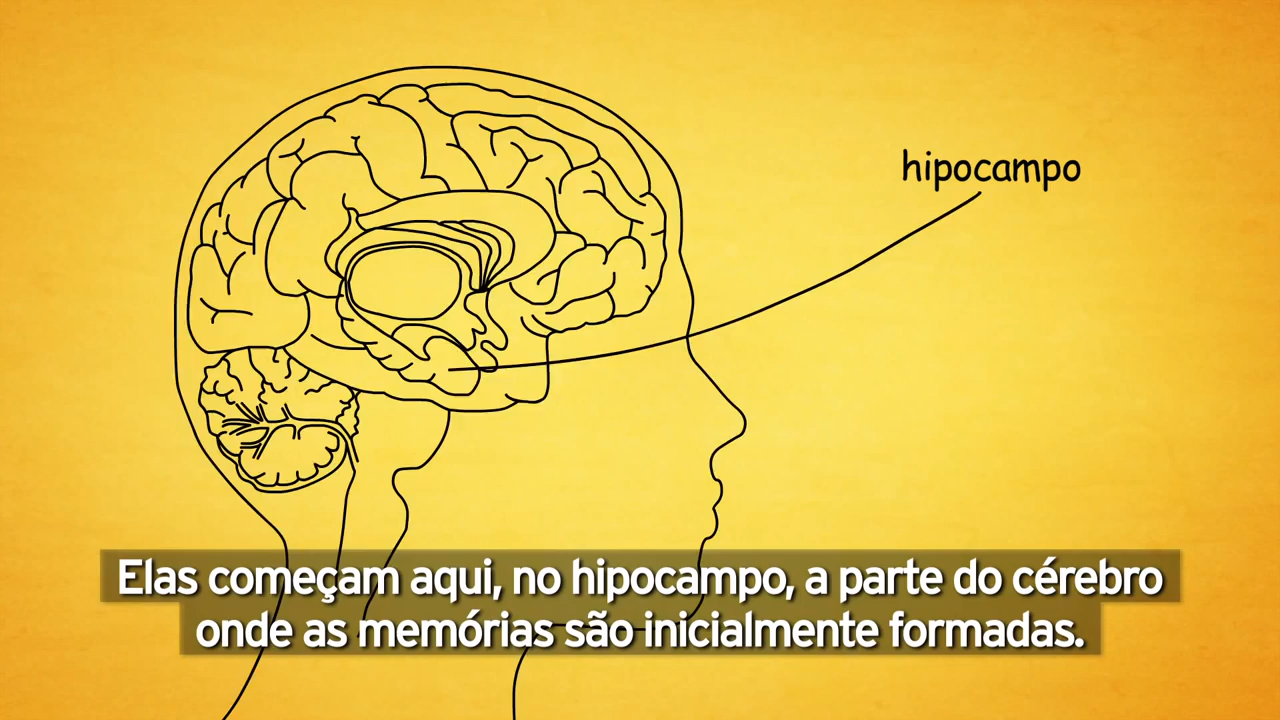 hipocampo
Elas começam aqui, no hipocampo, a parte do cérebro
onde as memórias são inicialmente formadas.